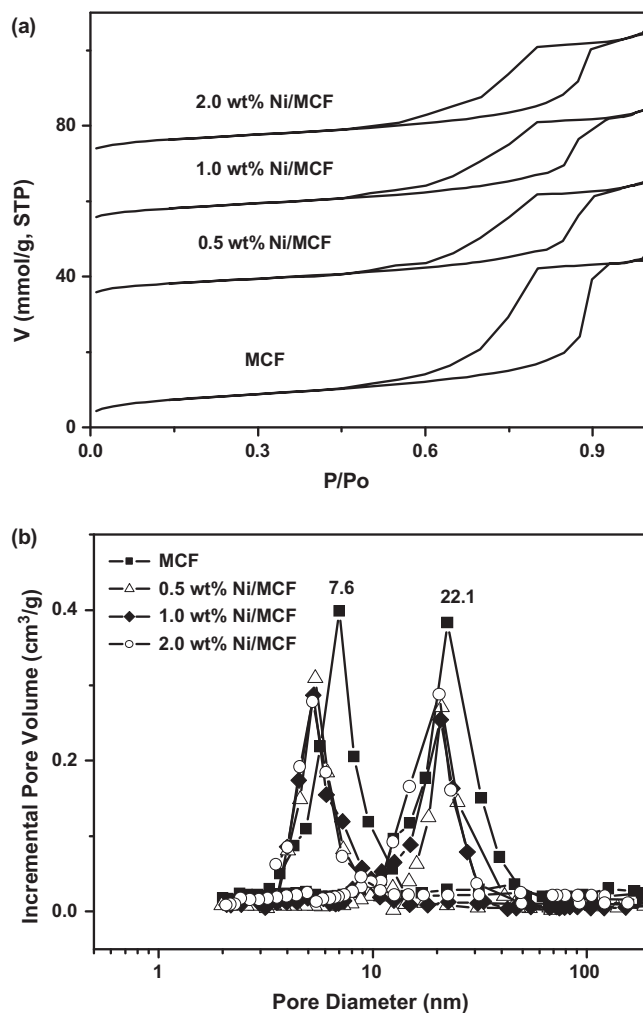 (a)
2.0 wt% Ni/MCF
80
1.0 wt% Ni/MCF
0.5 wt% Ni/MCF
40
MCF
0
V (mmol/g, STP)
0.0 0.3 0.6 0.9
P/Po
(b)
MCF
7.6
22.1
0.5 wt% Ni/MCF
1.0 wt% Ni/MCF
2.0 wt% Ni/MCF
0.4
0.2
0.0
Incremental Pore Volume (cm³/g)
1 10 100
Pore Diameter (nm)